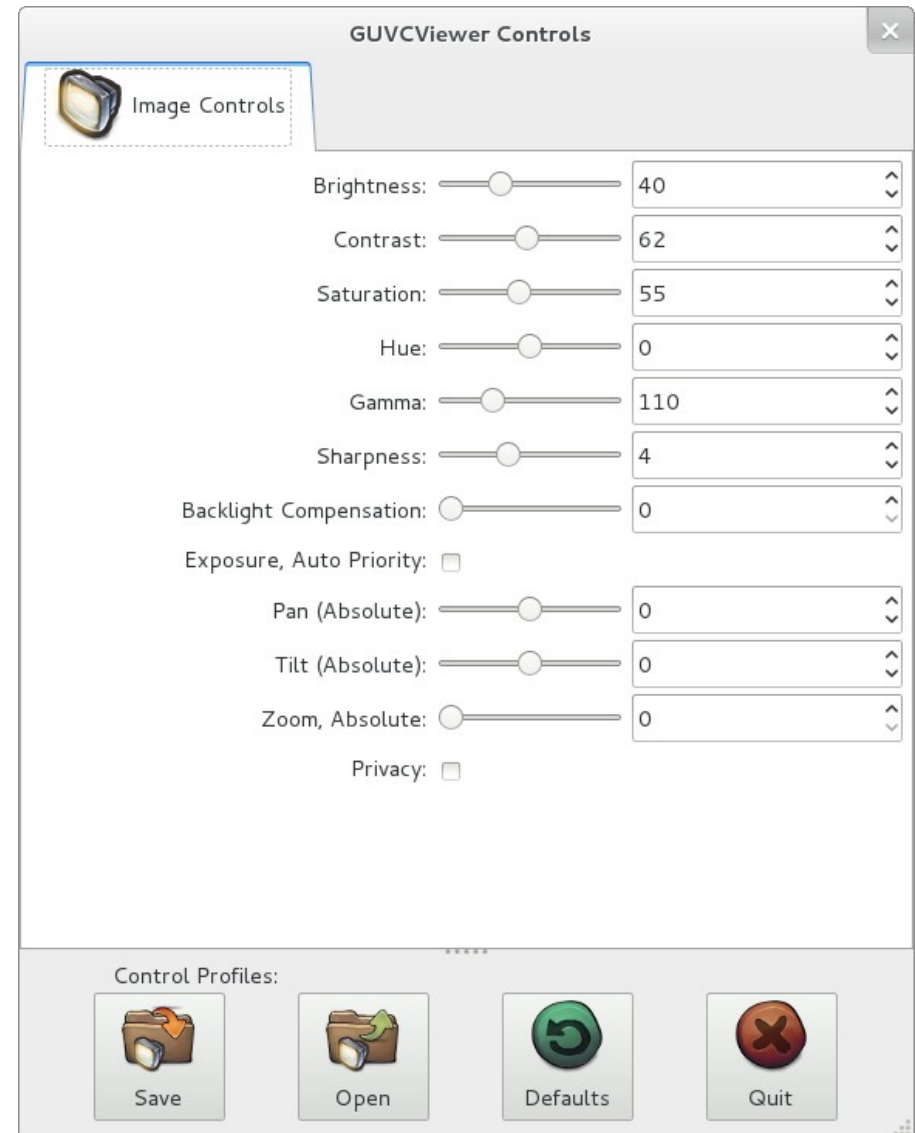 GUVCViewer Controls
Image Controls
Brightness: 40
Contrast: 62
Saturation: 55
Hue: 0
Gamma: 110
Sharpness: 4
Backlight Compensation: 0
Exposure, Auto Priority:
Pan (Absolute): 0
Tilt (Absolute): 0
Zoom, Absolute: 0
Privacy:
Control Profiles:
Save Open Defaults Quit